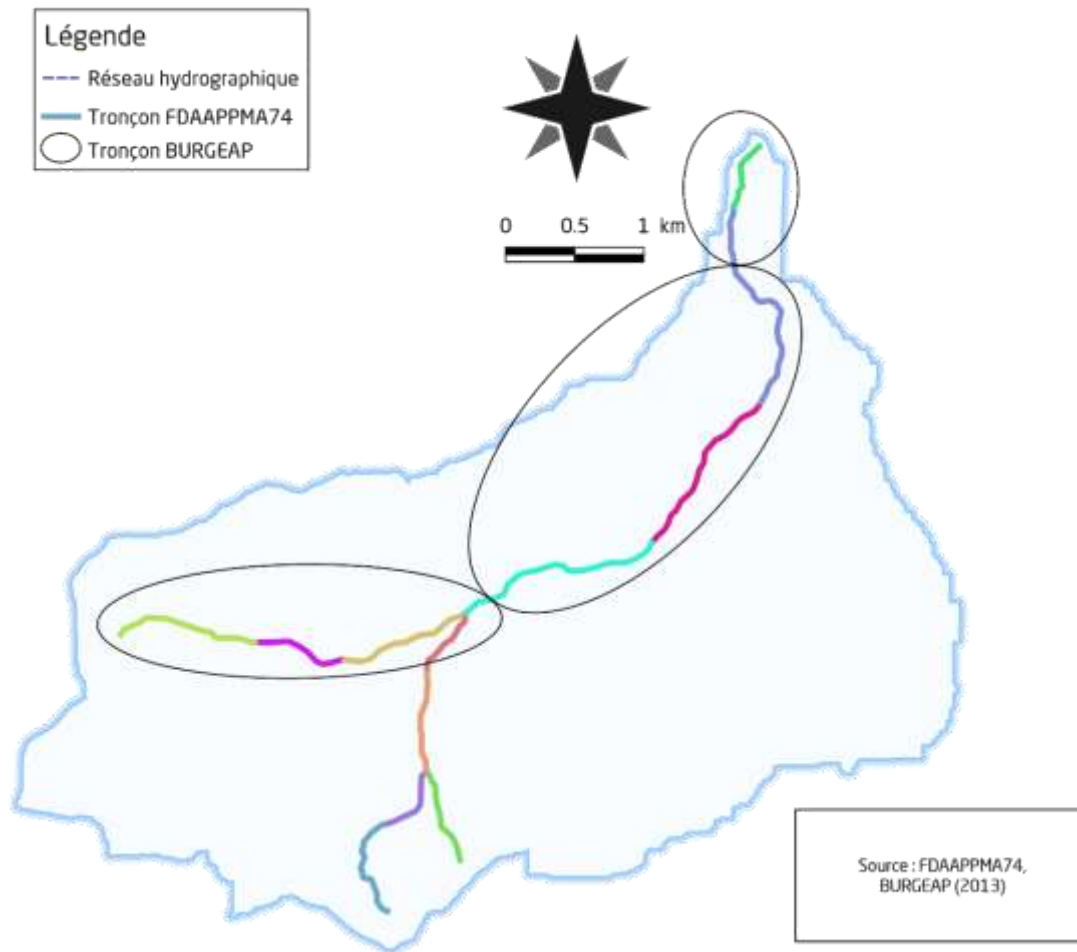 Légende
Réseau hydrographique
Tronçon FDAAPPMA74
Tronçon BURGEAP
0 0.5 1 km
Source : FDAAPPMA74,
BURGEAP (2013)